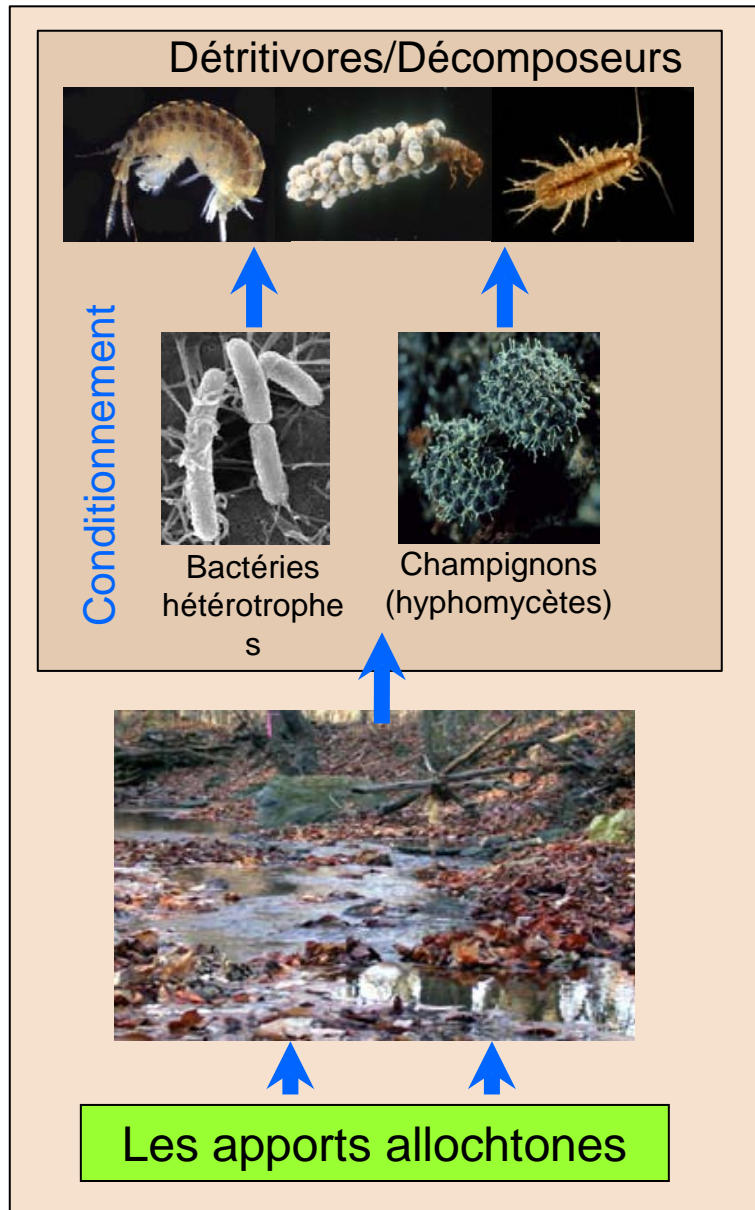 Détritivores/Décomposeurs
Conditionnement
Bactéries
hétérotrophe
s
Champignons
(hyphomycètes)
Les apports allochtones